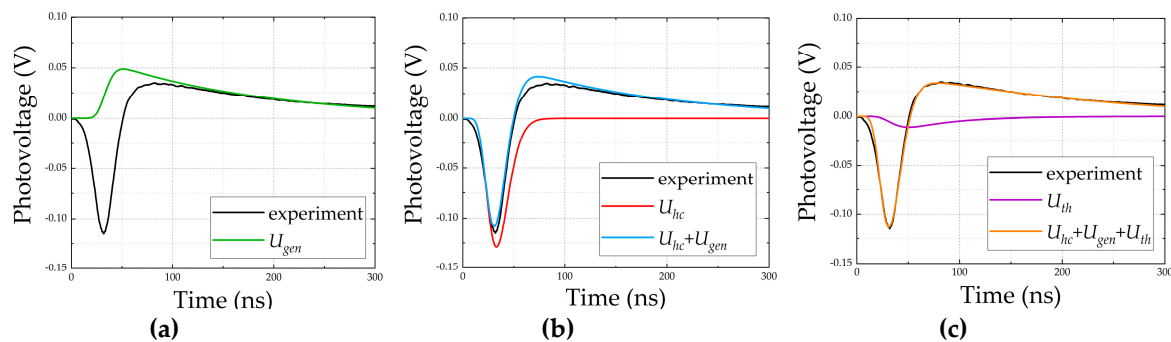 Photovoltage (V)
0.10
0.05
0.00
-0.05
-0.10
-0.15
experiment
U_gen
0
100
200
300
Time (ns)
(a)
Photovoltage (V)
0.10
0.05
0.00
-0.05
-0.10
-0.15
experiment
U_hc
U_hc+U_gen
0
100
200
300
Time (ns)
(b)
Photovoltage (V)
0.10
0.05
0.00
-0.05
-0.10
-0.15
experiment
U_th
U_hc+U_gen+U_th
0
100
200
300
Time (ns)
(c)